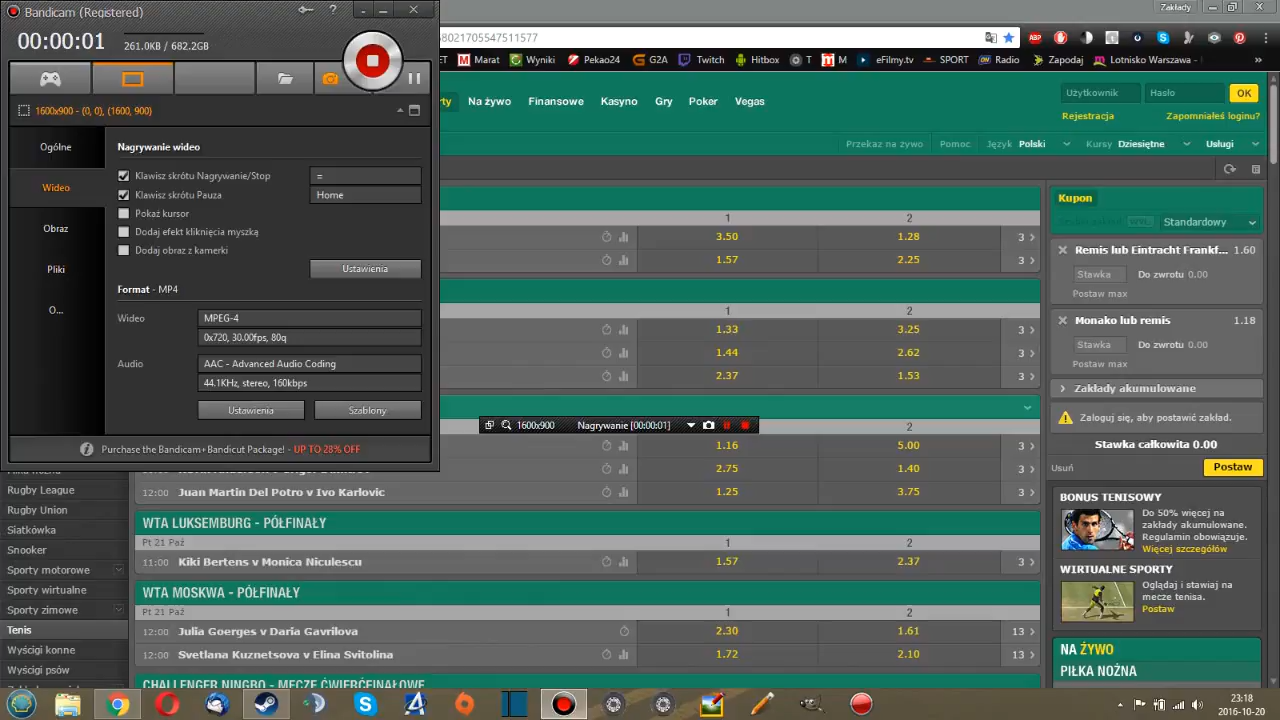 Bandicam (Registered)
00:00:01
261.0KB / 682.2GB
1600x900 - (0, 0), (1600, 900)
Ogólne
Wideo
Obraz
Pliki
O...
Nagrywanie wideo
Klawisz skrótu Nagrywanie/Stop =
Klawisz skrótu Pauza Home
Pokaż kursor
Dodaj efekt kliknięcia myszką
Dodaj obraz z kamerki
Ustawienia
Format - MP4
Wideo MPEG-4
0x720, 30.00fps, 80q
Audio AAC - Advanced Audio Coding
44.1KHz, stereo, 160kbps
Ustawienia Szablony
Purchase the Bandicam+Bandicut Package! - UP TO 28% OFF
Zakłady
6802170554751​1577
Marat Wyniki Pekao24 G2A Twitch Hitbox T M eFilmy.tv SPORT Radio Zapodaj Lotnisko Warszawa -
rty Na żywo Finansowe Kasyno Gry Poker Vegas
Użytkownik Hasło OK
Rejestracja Zapomniałeś loginu?
Przekaz na żywo Pomoc Język Polski Kursy Dziesiętne Usługi
1 2
3.50 1.28 3
1.57 2.25 3
1 2
1.33 3.25 3
1.44 2.62 3
2.37 1.53 3
1600x900 Nagrywanie [00:00:01]
2
1.16 5.00 3
2.75 1.40 3
12:00 Juan Martin Del Potro v Ivo Karlovic 1.25 3.75 3
WTA LUKSEMBURG - PÓŁFINAŁY
Pt 21 Paź 1 2
11:00 Kiki Bertens v Monica Niculescu 1.57 2.37 3
WTA MOSKWA - PÓŁFINAŁY
Pt 21 Paź 1 2
12:00 Julia Goerges v Daria Gavrilova 2.30 1.61 13
12:00 Svetlana Kuznetsova v Elina Svitolina 1.72 2.10 13
CHALLENGER NINGBO - MECZE ĆWIERĆFINAŁOWE
Rugby League
Rugby Union
Siatkówka
Snooker
Sporty motorowe
Sporty wirtualne
Sporty zimowe
Tenis
Wyścigi konne
Wyścigi psów
Kupon
Standardowy
Remis lub Eintracht Frankf... 1.60
Stawka Do zwrotu 0.00
Postaw max
Monako lub remis 1.18
Stawka Do zwrotu 0.00
Postaw max
Zakłady akumulowane
Zaloguj się, aby postawić zakład.
Stawka całkowita 0.00
Usuń Postaw
BONUS TENISOWY
Do 50% więcej na
zakłady akumulowane.
Regulamin obowiązuje.
Więcej szczegółów
WIRTUALNE SPORTY
Oglądaj i stawiaj na
mecze tenisa.
Postaw
NA ŻYWO
PIŁKA NOŻNA
23:18
2016-10-20